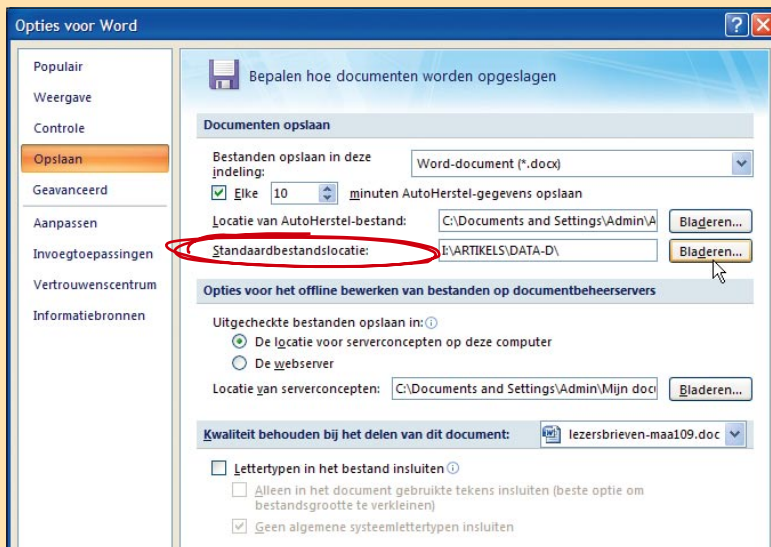 Opties voor Word
Populair
Weergave
Controle
Opslaan
Geavanceerd
Aanpassen
Invoegtoepassingen
Vertrouwenscentrum
Informatiebronnen
Bepalen hoe documenten worden opgeslagen
Documenten opslaan
Bestanden opslaan in deze
indeling:
Word-document (*.docx)
Elke 10 minuten AutoHerstel-gegevens opslaan
Locatie van AutoHerstel-bestand: C:\Documents and Settings\Admin\A Bladeren...
Standaardbestandslocatie: I:\ARTIKELS\DATA-D\ Bladeren...
Opties voor het offline bewerken van bestanden op documentbeheerservers
Uitgecheckte bestanden opslaan in:
De locatie voor serverconcepten op deze computer
De webserver
Locatie van serverconcepten: C:\Documents and Settings\Admin\Mijn docu Bladeren...
Kwaliteit behouden bij het delen van dit document: lezersbrieven-maa109.doc
Lettertypen in het bestand insluiten
Alleen in het document gebruikte tekens insluiten (beste optie om
bestandsgrootte te verkleinen)
Geen algemene systeemlettertypen insluiten